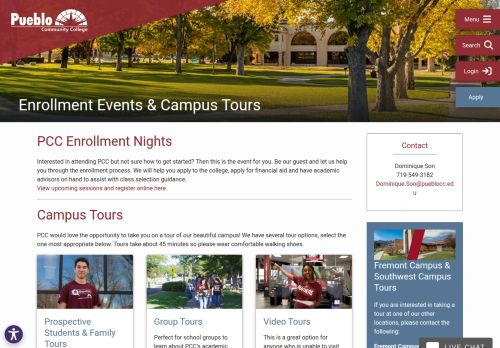 Pueblo
Community College
Menu
Search
Login
Apply
Enrollment Events & Campus Tours
PCC Enrollment Nights
Interested in attending PCC but not sure how to get started? Then this is the event for you. Be our guest and let us help
you through the enrollment process. We will help you apply to the college, apply for financial aid and have academic
advisors on hand to assist with class selection guidance.
View upcoming sessions and register online here.
Campus Tours
PCC would love the opportunity to take you on a tour of our beautiful campus! We have several tour options, select the
one most appropriate below. Tours take about 45 minutes so please wear comfortable walking shoes.
Prospective
Students & Family
Tours
Group Tours
Perfect for school groups
to learn about PCC's academic
Video Tours
This is a great option for
anyone who is unable to visit
Contact
Dominique Son
719-549-3182
Dominique.Son@pueblocc.ed
u
Fremont Campus &
Southwest Campus
Tours
If you are interested in taking a
tour at one of our other
locations, please contact the
following:
Fremont Campus
LIVE CHAT